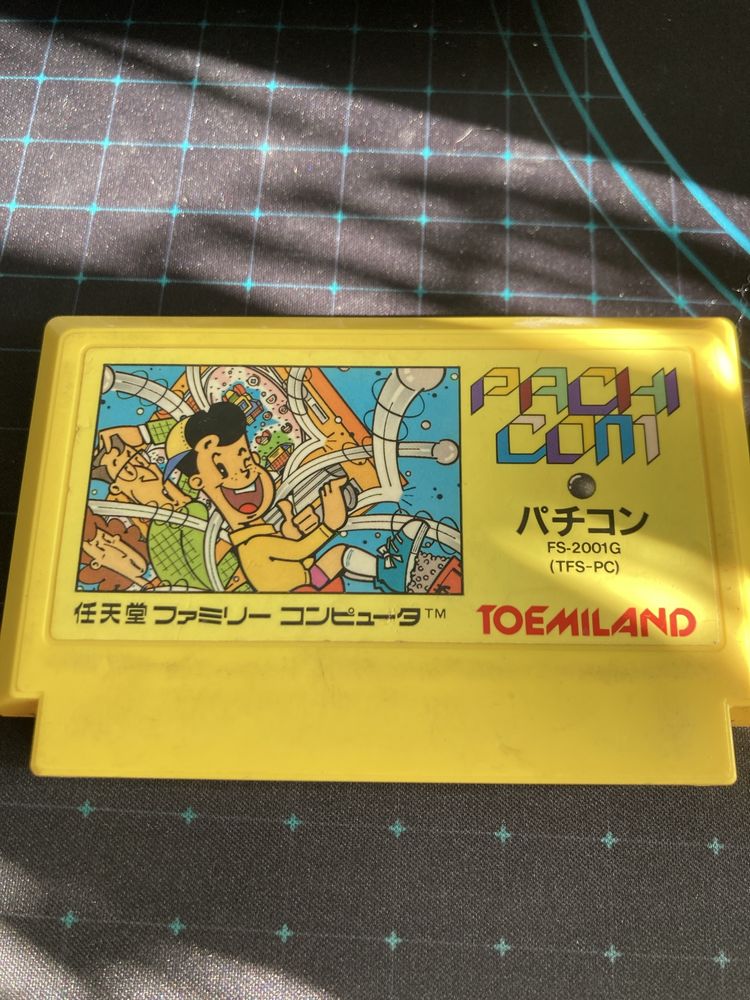 PACHI
COM
パチコン
FS-2001G
(TFS-PC)
任天堂 ファミリー コンピュータ™
TOEMILAND